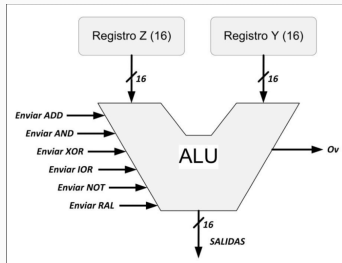 Registro Z (16)
Registro Y (16)
16
16
Enviar ADD
Enviar AND
Enviar XOR
Enviar IOR
Enviar NOT
Enviar RAL
ALU
Ov
16
SALIDAS